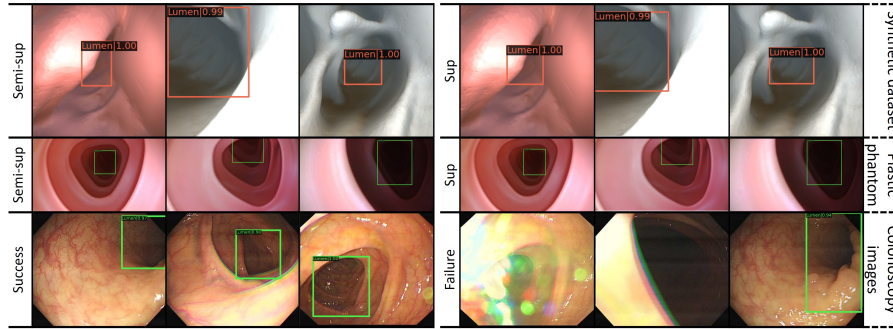 Semi-sup
Lumen|1.00
Lumen|0.99
Lumen|1.00
Sup
Lumen|1.00
Lumen|0.99
Lumen|1.00
Synthetic dataset
Semi-sup
Sup
Plastic
phantom
Success
Failure
Lumen|0.94
Colonoscopy
images